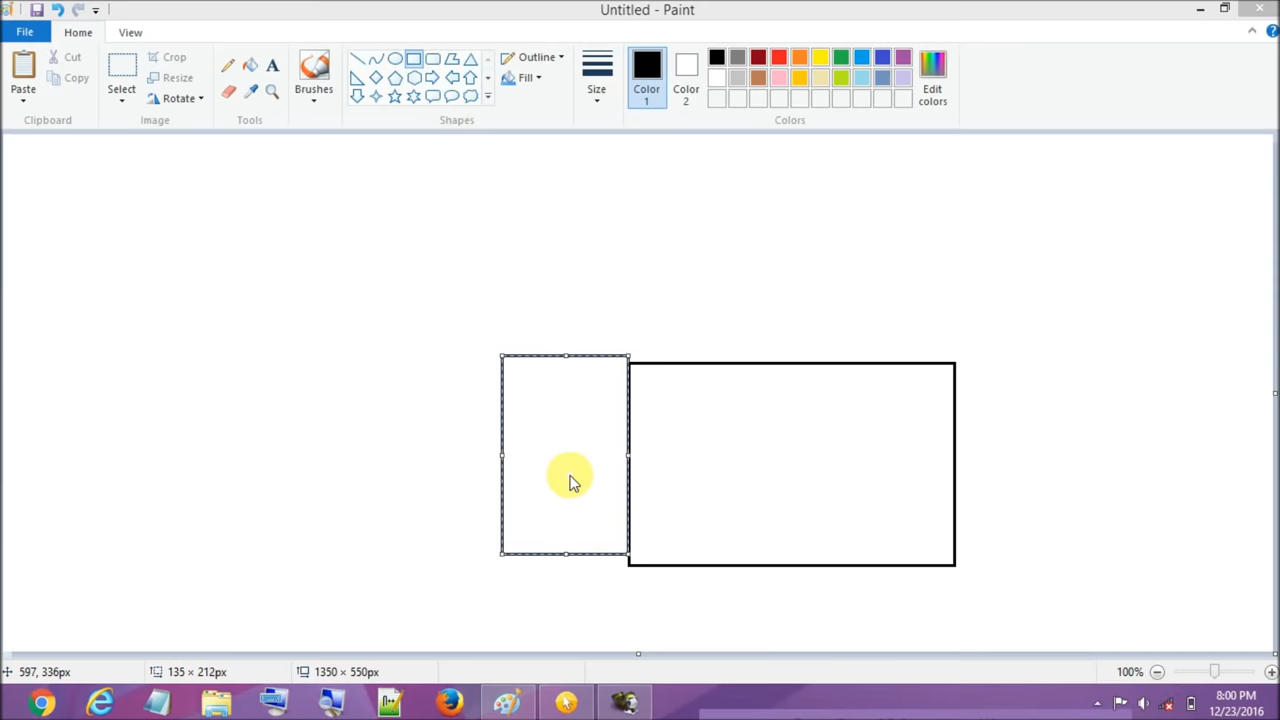 Untitled - Paint
File Home View
Paste
Cut
Copy
Clipboard
Select
Crop
Resize
Rotate
Image
A
Tools
Brushes
Outline
Fill
Shapes
Size
Color 1
Color 2
Edit colors
Colors
597, 336px
135 × 212px
1350 × 550px
100%
8:00 PM
12/23/2016